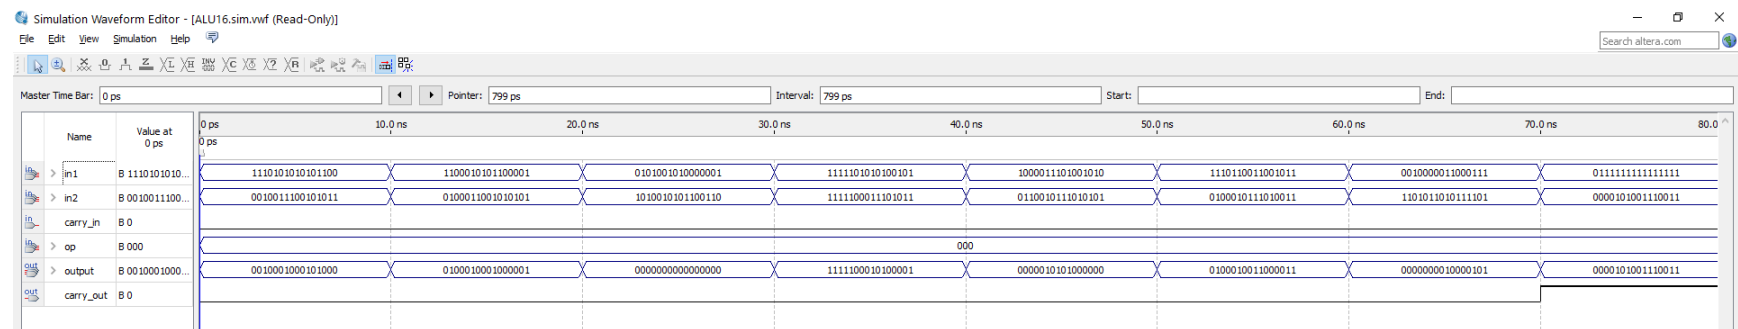 Simulation Waveform Editor - [ALU16.sim.vwf (Read-Only)]
File Edit View Simulation Help
Search altera.com
Master Time Bar: 0 ps Pointer: 799 ps Interval: 799 ps Start: End:
Name Value at 0 ps
0 ps 10.0 ns 20.0 ns 30.0 ns 40.0 ns 50.0 ns 60.0 ns 70.0 ns 80.0
0 ps
in1 B 1110101010... 1110101010101100 1100010101100001 0101001010000001 1111101010100101 1000011101001010 1110110011001011 0010000011000111 0111111111111111
in2 B 0010011100... 0010011100101011 0100011001010101 1010010101100110 1111100011101011 0110010111010101 0100010111010011 1101011010111101 0000101001110011
carry_in B 0
op B 000 000
output B 0010001000... 0010001000101000 0100010001000001 0000000000000000 1111100010100001 0000010101000000 0100010011000011 0000000010000101 0000101001110011
carry_out B 0